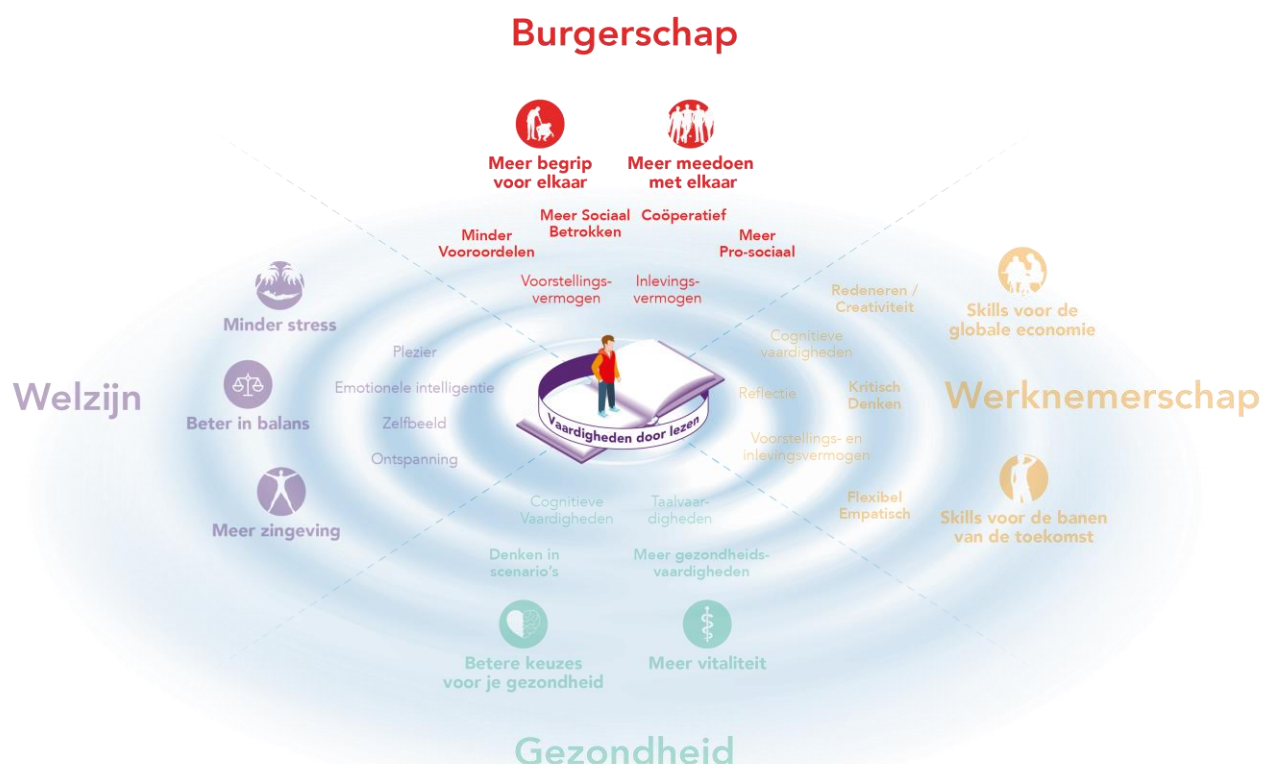 Burgerschap
Meer begrip
voor elkaar
Meer meedoen
met elkaar
Meer Sociaal
Betrokken
Coöperatief
Minder
Vooroordelen
Meer
Pro-sociaal
Voorstellings-
vermogen
Inlevings-
vermogen
Welzijn
Minder stress
Beter in balans
Meer zingeving
Plezier
Emotionele intelligentie
Zelfbeeld
Ontspanning
Vaardigheden door lezen
Redeneren /
Creativiteit
Cognitieve
vaardigheden
Reflectie
Kritisch
Denken
Voorstellings- en
inlevingsvermogen
Flexibel
Empatisch
Skills voor de
globale economie
Werknemerschap
Skills voor de banen
van de toekomst
Cognitieve
Vaardigheden
Taalvaar-
digheden
Denken in
scenario's
Meer gezondheids-
vaardigheden
Betere keuzes
voor je gezondheid
Meer vitaliteit
Gezondheid